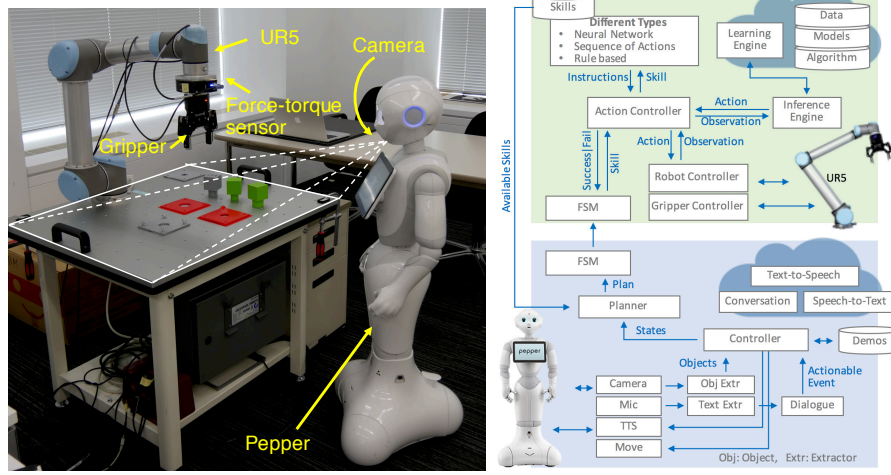 UR5
Camera
Force-torque
sensor
Gripper
Pepper
Skills
Different Types
• Neural Network
• Sequence of Actions
• Rule based
Learning
Engine
Data
Models
Algorithm
Instructions
Skill
Action Controller
Action
Observation
Inference
Engine
Success|Fail
Skill
Action
Observation
Robot Controller
Gripper Controller
UR5
Available Skills
FSM
FSM
Plan
Planner
States
Text-to-Speech
Conversation
Speech-to-Text
Controller
Demos
Objects
Actionable
Event
pepper
Camera
Obj Extr
Mic
Text Extr
Dialogue
TTS
Move
Obj: Object, Extr: Extractor